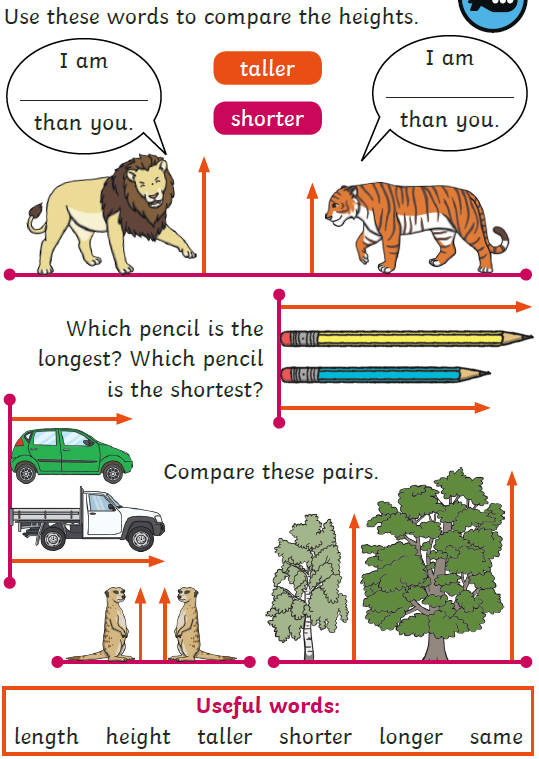 Use these words to compare the heights.
I am
than you.
taller
shorter
I am
than you.
Which pencil is the
longest? Which pencil
is the shortest?
Compare these pairs.
Useful words:
length height taller shorter longer same